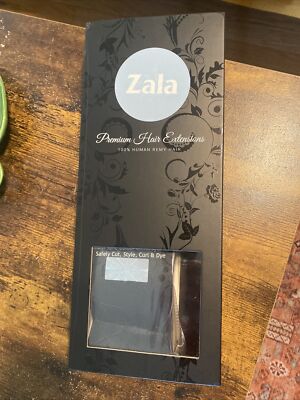 Zala
Premium Hair Extensions
100% HUMAN REMY HAIR
Safely Cut, Style, Curl & Dye